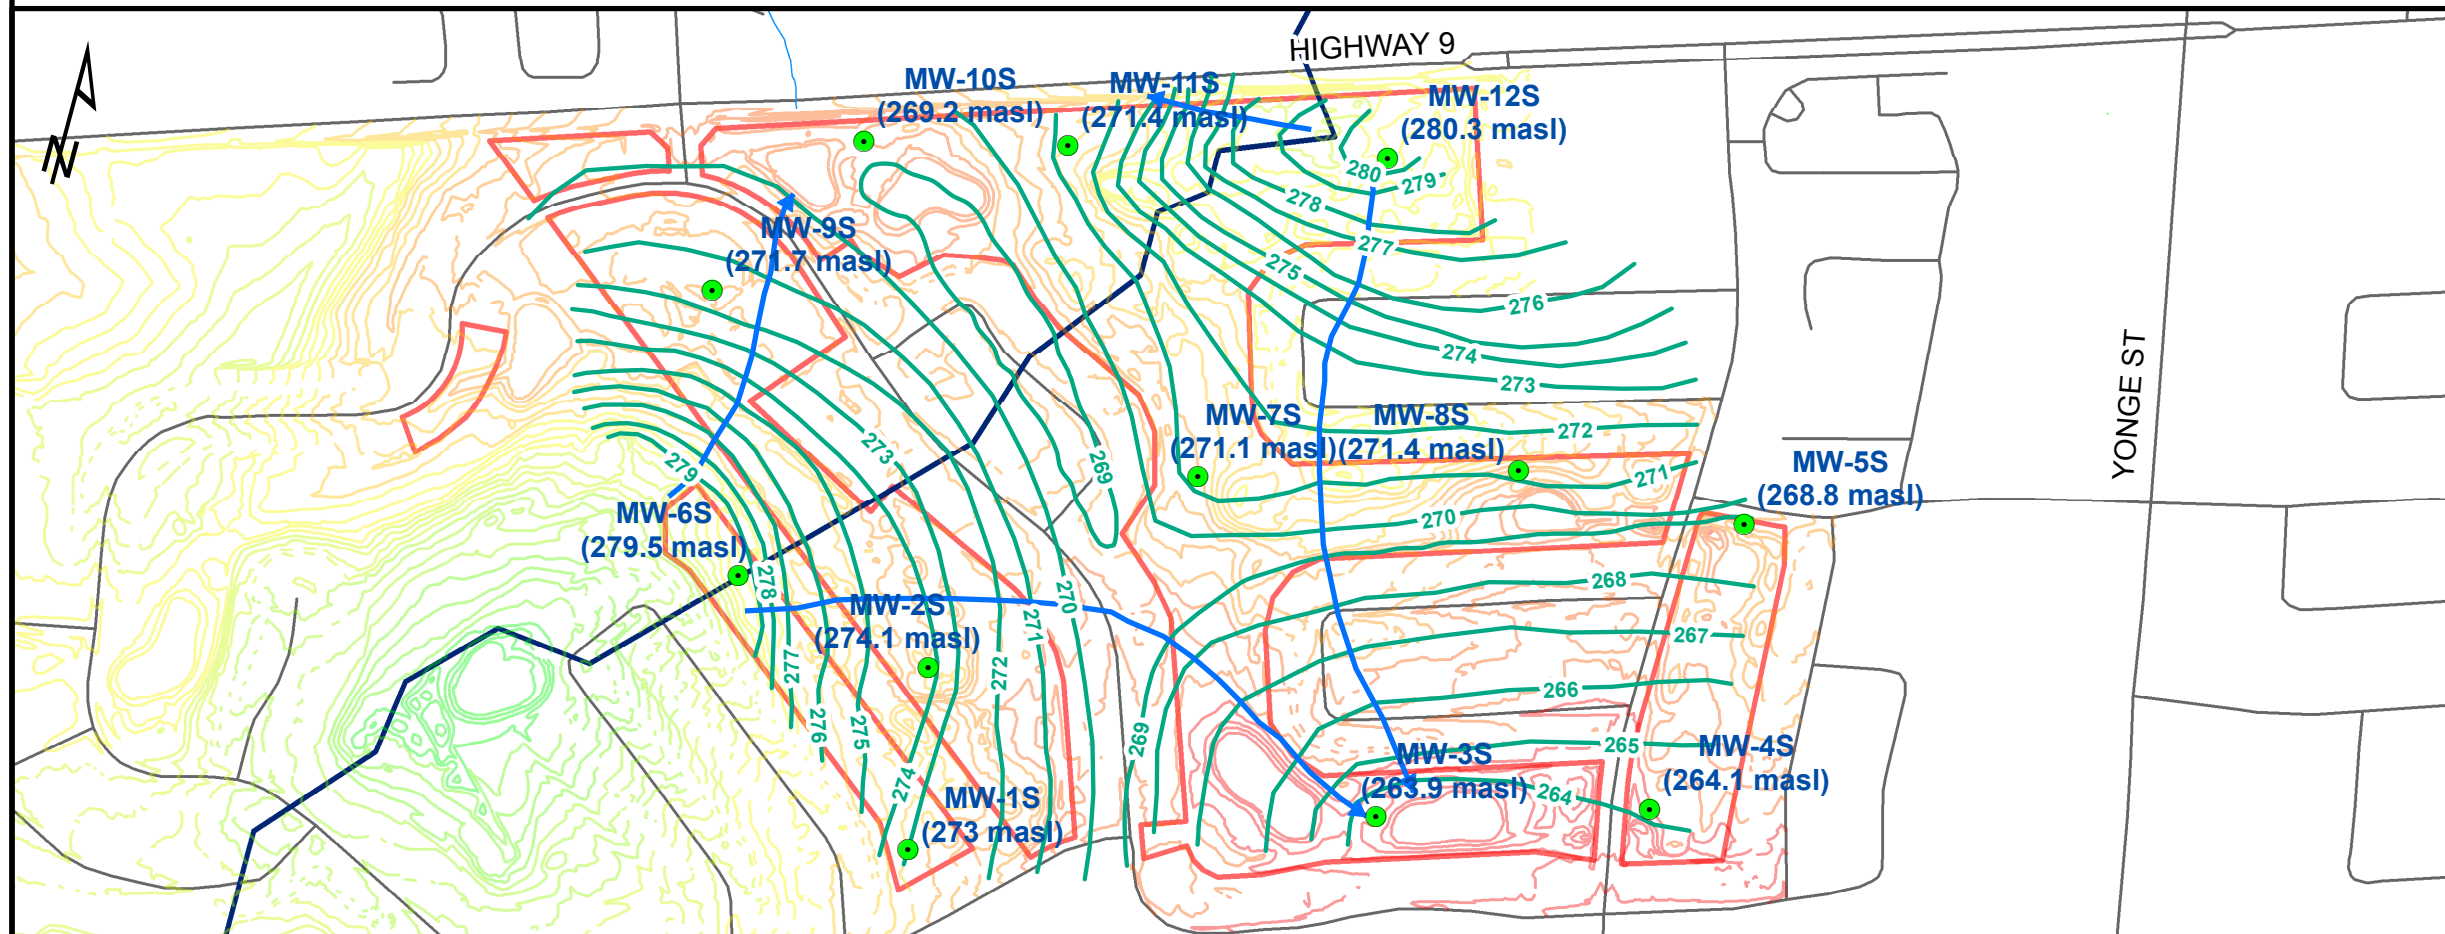 HIGHWAY 9
MW-10S
(269.2 masl)
MW-11S
(271.4 masl)
MW-12S
(280.3 masl)
280
279
278
277
276
275
274
273
272
271
270
N
MW-9S
(271.7 masl)
273
269
MW-7S
(271.1 masl)
MW-8S
(271.4 masl)
MW-5S
(268.8 masl)
YONGE ST
279
MW-6S
(279.5 masl)
278
277
276
275
274
MW-2S
(274.1 masl)
272
271
270
269
268
267
266
265
264
MW-1S
(273 masl)
MW-3S
(263.9 masl)
MW-4S
(264.1 masl)